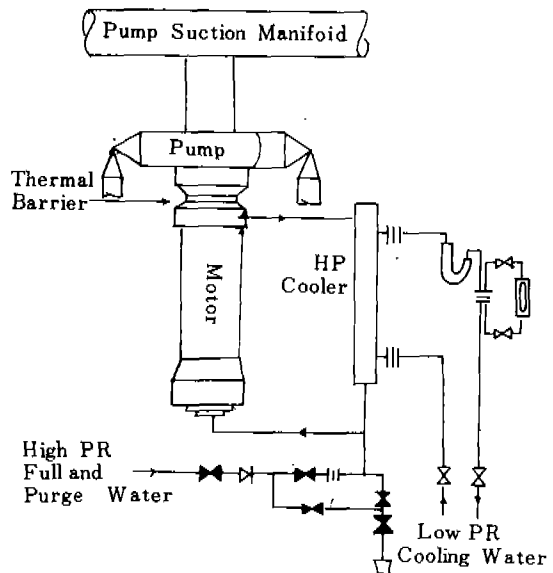 Pump Suction Manifoid
Pump
Thermal
Barrier
Motor
HP
Cooler
High PR
Full and
Purge Water
Low PR
Cooling Water